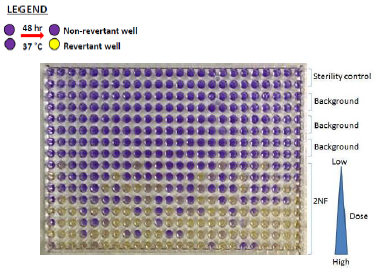 LEGEND
48 hr
37 °C
Non-revertant well
Revertant well
Sterility control
Background
Background
Background
Low
2NF
Dose
High